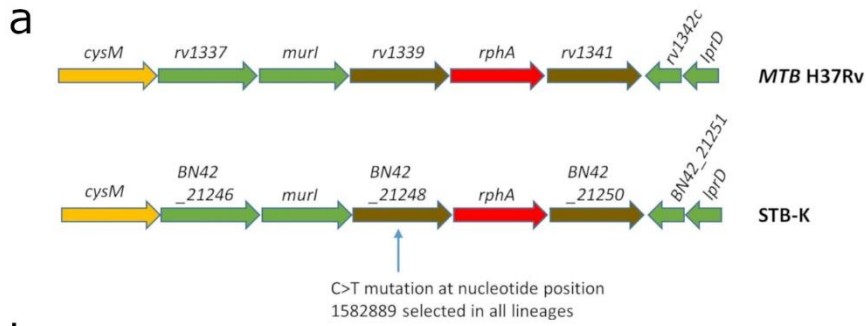 a
cysM rv1337 murI rv1339 rphA rv1341 rv1342c lprD
MTB H37Rv
cysM BN42 _21246 murI BN42 _21248 rphA BN42 _21250 BN42_21251 lprD
STB-K
C>T mutation at nucleotide position
1582889 selected in all lineages